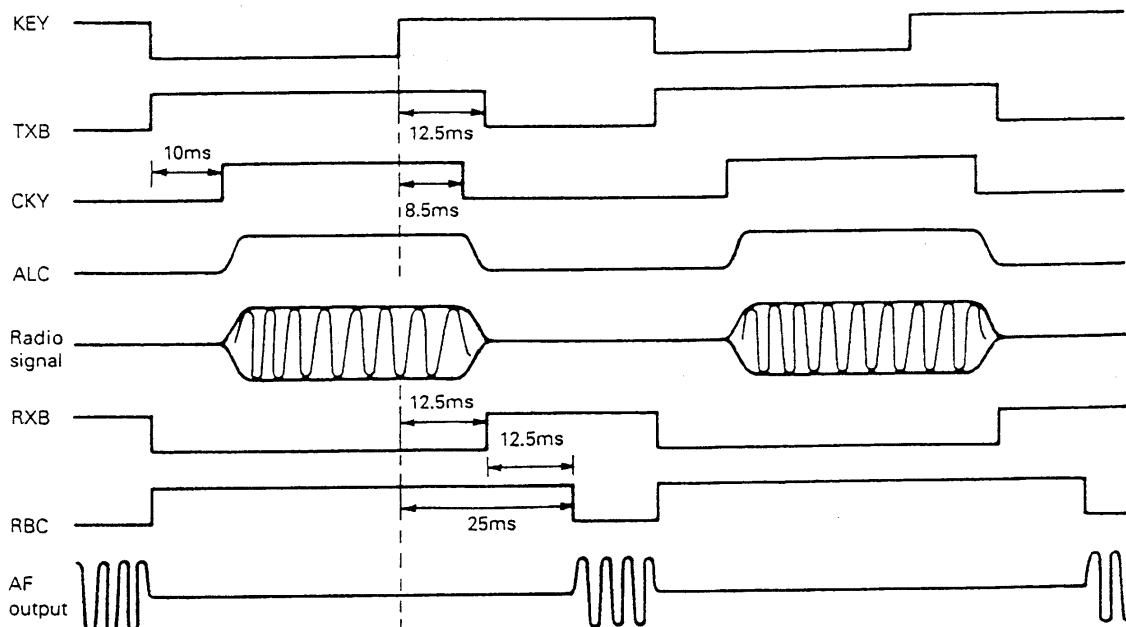 KEY
TXB
12.5ms
10ms
CKY
8.5ms
ALC
Radio
signal
12.5ms
RXB
12.5ms
RBC
25ms
AF
output